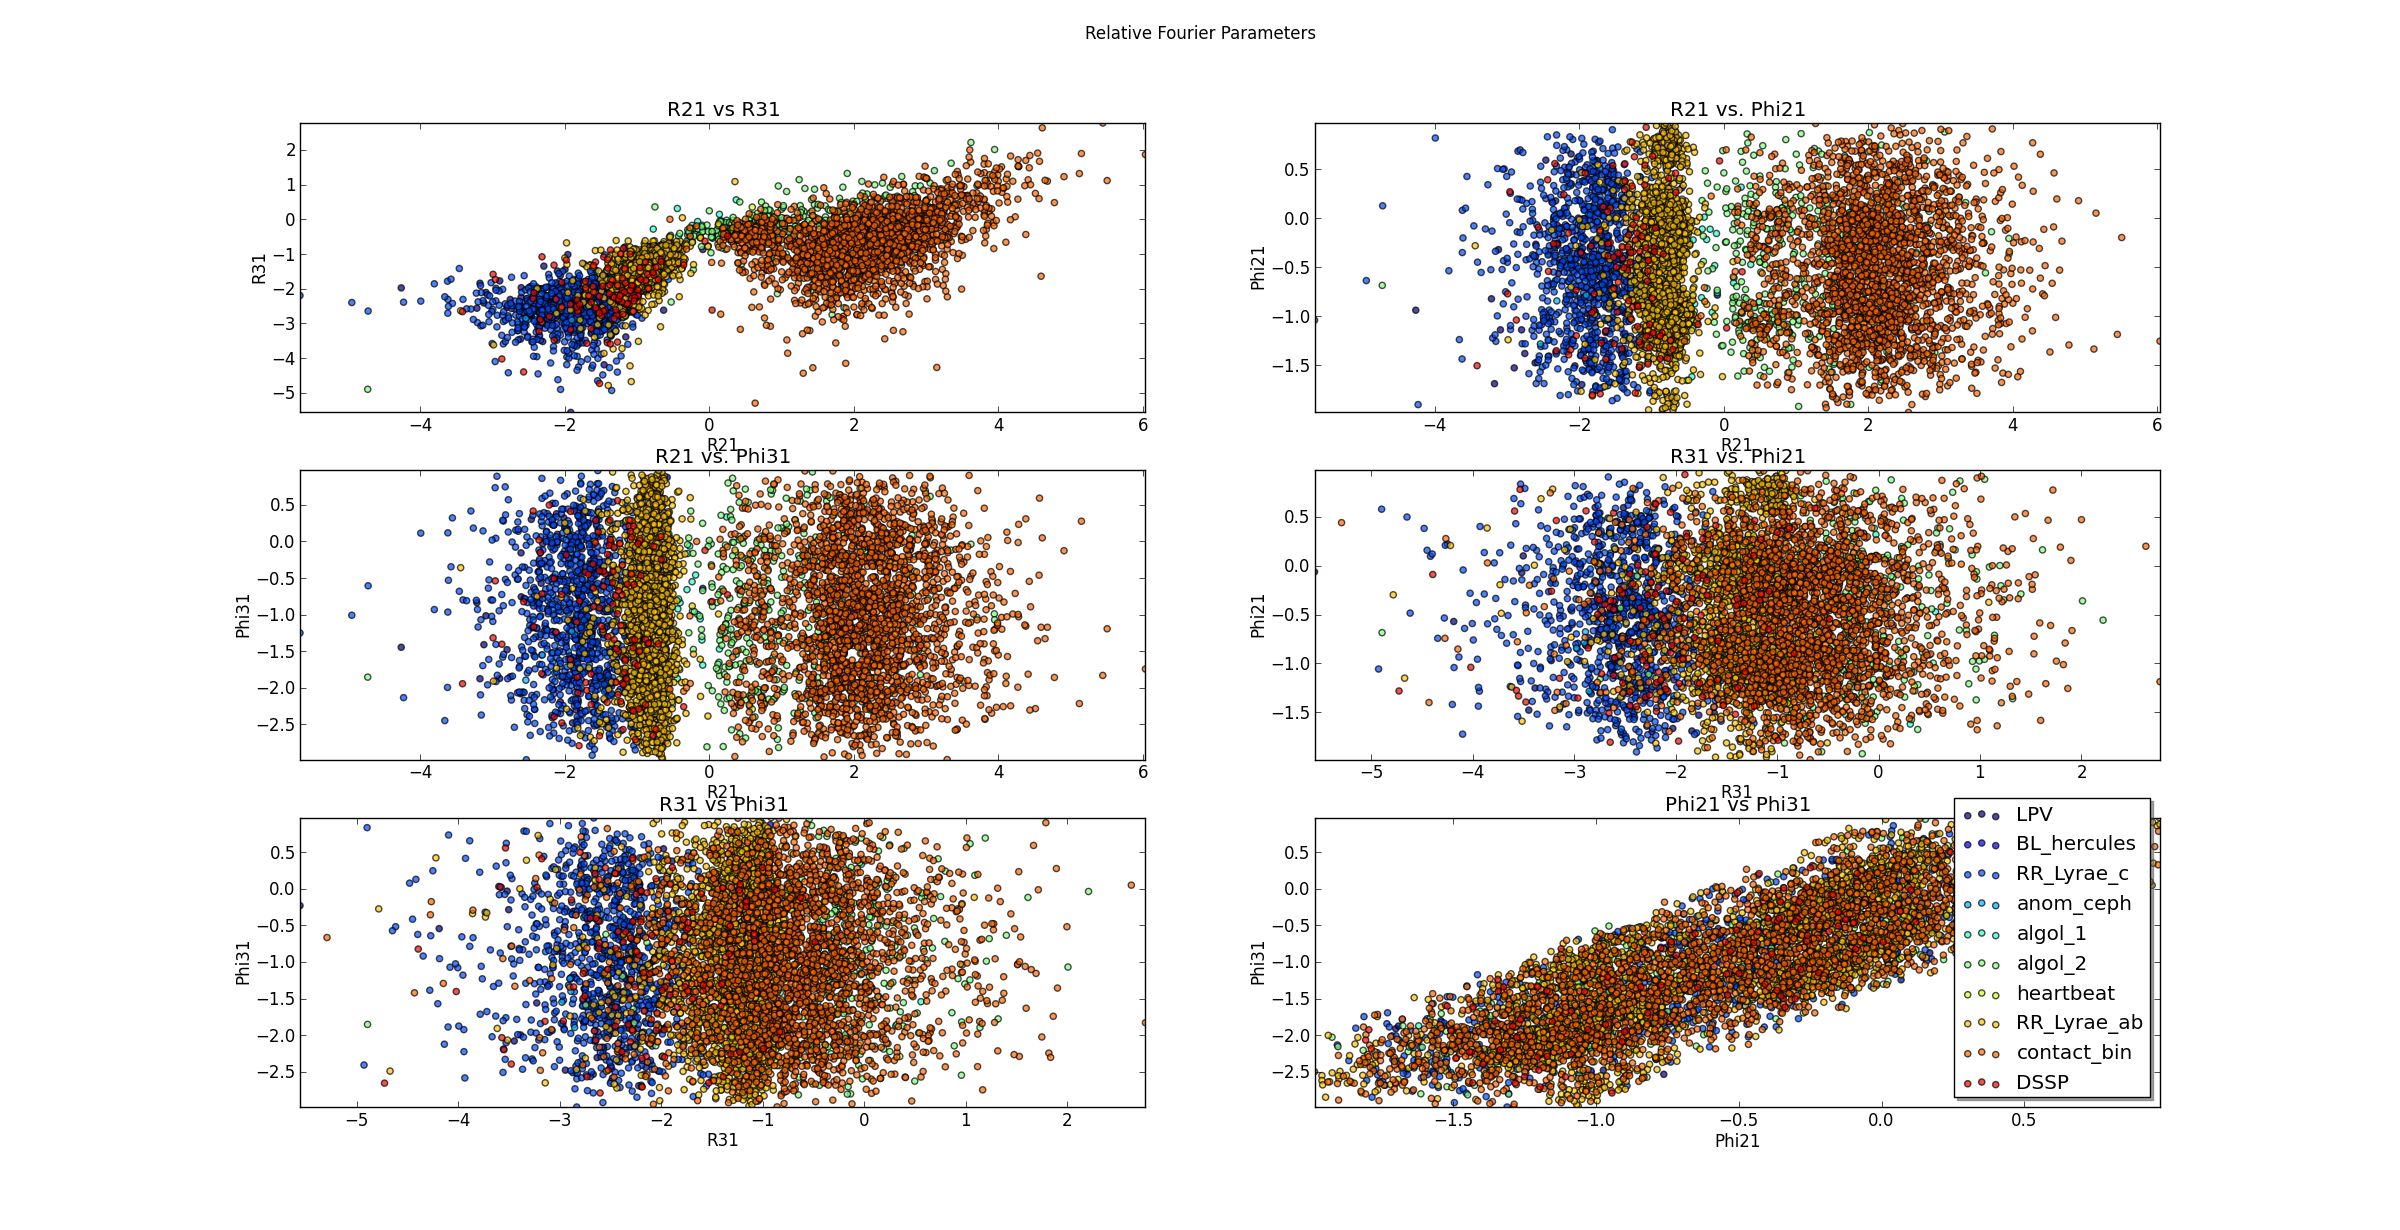 Relative Fourier Parameters
R21 vs R31
R31
2
1
0
−1
−2
−3
−4
−5
−4 −2 0 2 4 6
R21
R21 vs. Phi21
Phi21
0.5
0.0
−0.5
−1.0
−1.5
−4 −2 0 2 4 6
R21
R21 vs. Phi31
Phi31
0.5
0.0
−0.5
−1.0
−1.5
−2.0
−2.5
−4 −2 0 2 4 6
R21
R31 vs. Phi21
Phi21
0.5
0.0
−0.5
−1.0
−1.5
−5 −4 −3 −2 −1 0 1 2
R31
R31 vs Phi31
Phi31
0.5
0.0
−0.5
−1.0
−1.5
−2.0
−2.5
−5 −4 −3 −2 −1 0 1 2
R31
Phi21 vs Phi31
Phi31
0.5
0.0
−0.5
−1.0
−1.5
−2.0
−2.5
−1.5 −1.0 −0.5 0.0 0.5
Phi21
LPV
BL_hercules
RR_Lyrae_c
anom_ceph
algol_1
algol_2
heartbeat
RR_Lyrae_ab
contact_bin
DSSP